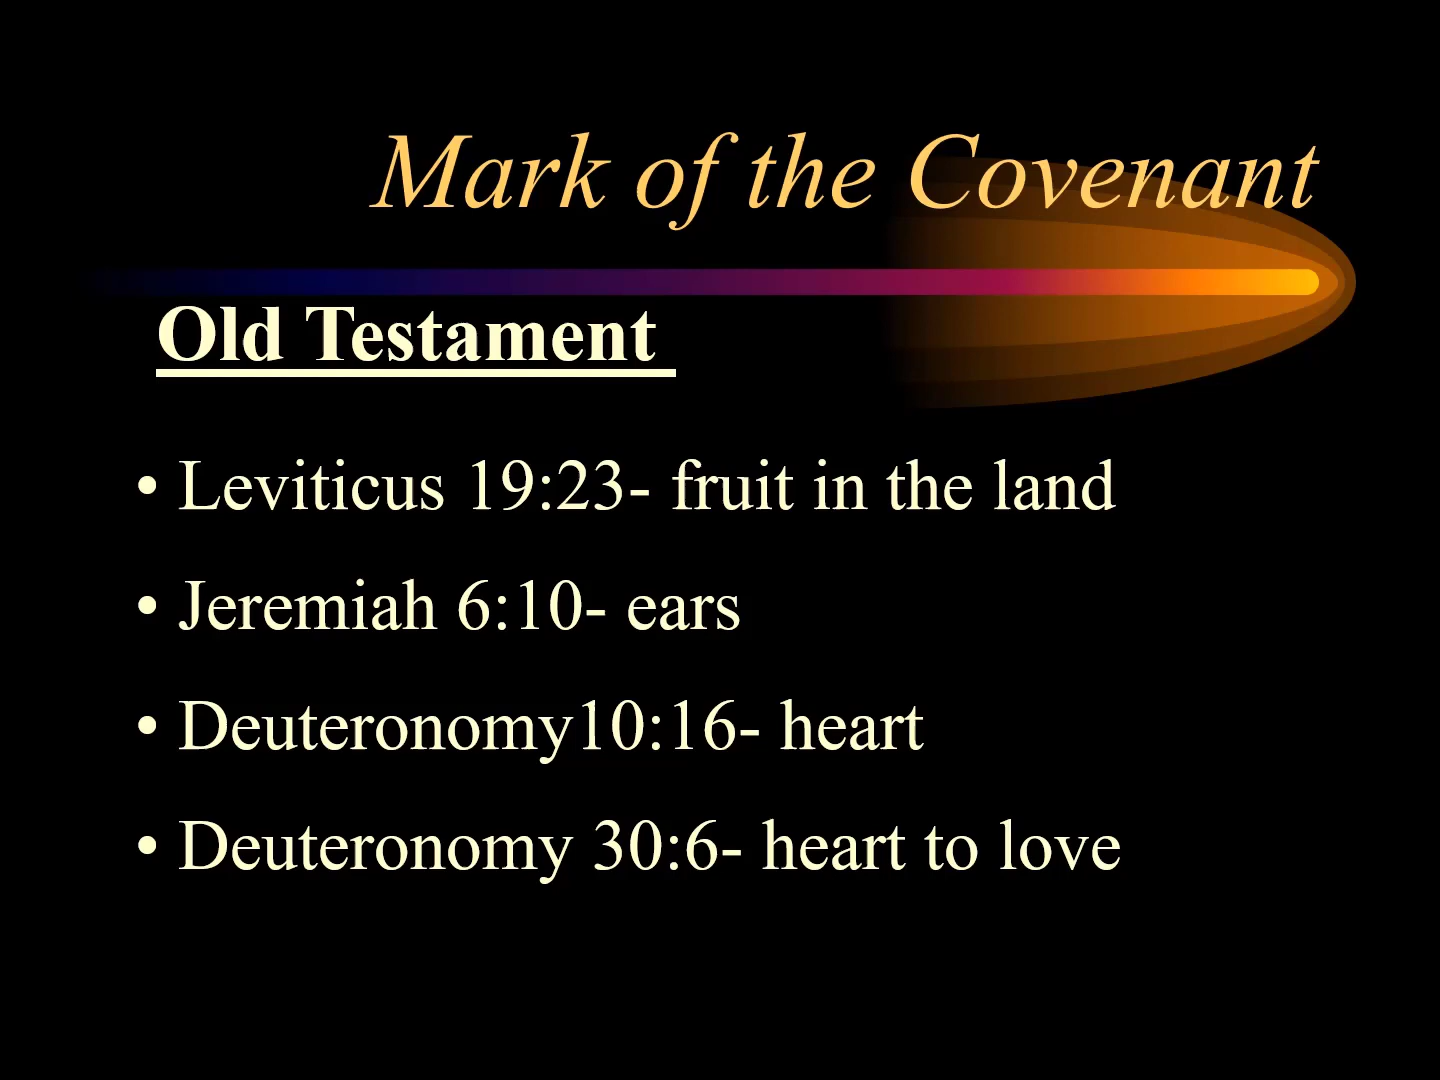 Mark of the Covenant
Old Testament
• Leviticus 19:23- fruit in the land
• Jeremiah 6:10- ears
• Deuteronomy10:16- heart
• Deuteronomy 30:6- heart to love